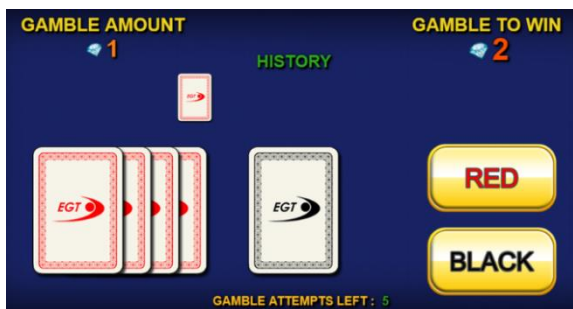 GAMBLE AMOUNT
1
GAMBLE TO WIN
2
HISTORY
EGT
EGT
RED
BLACK
GAMBLE ATTEMPTS LEFT : 5